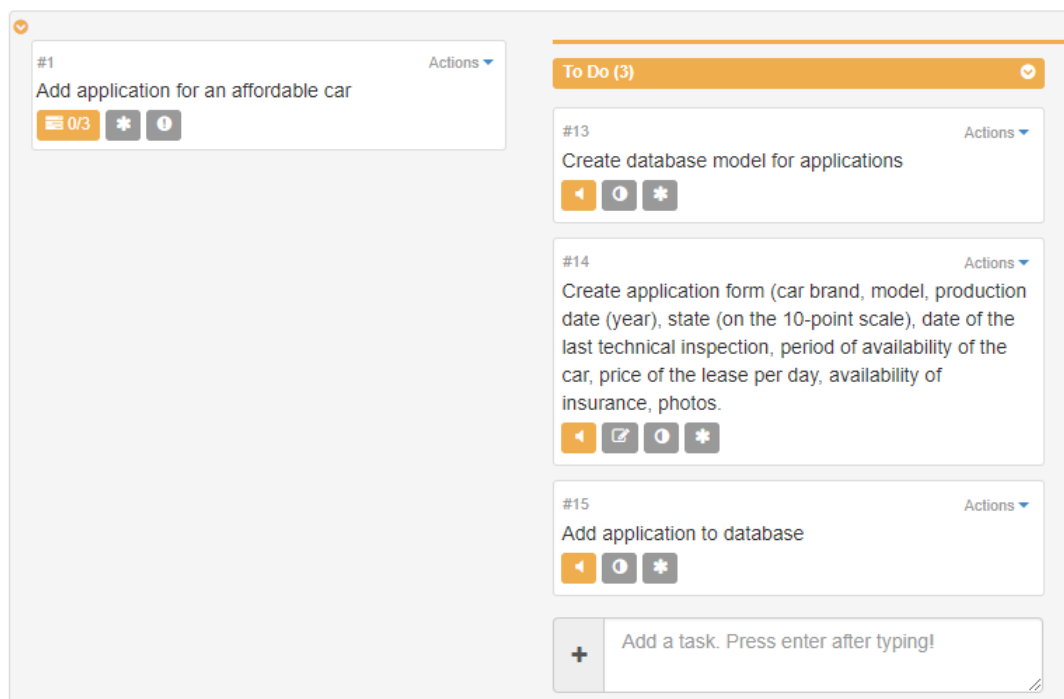 #1
Actions
Add application for an affordable car
0/3
To Do (3)
#13
Actions
Create database model for applications
#14
Actions
Create application form (car brand, model, production
date (year), state (on the 10-point scale), date of the
last technical inspection, period of availability of the
car, price of the lease per day, availability of
insurance, photos.
#15
Actions
Add application to database
Add a task. Press enter after typing!